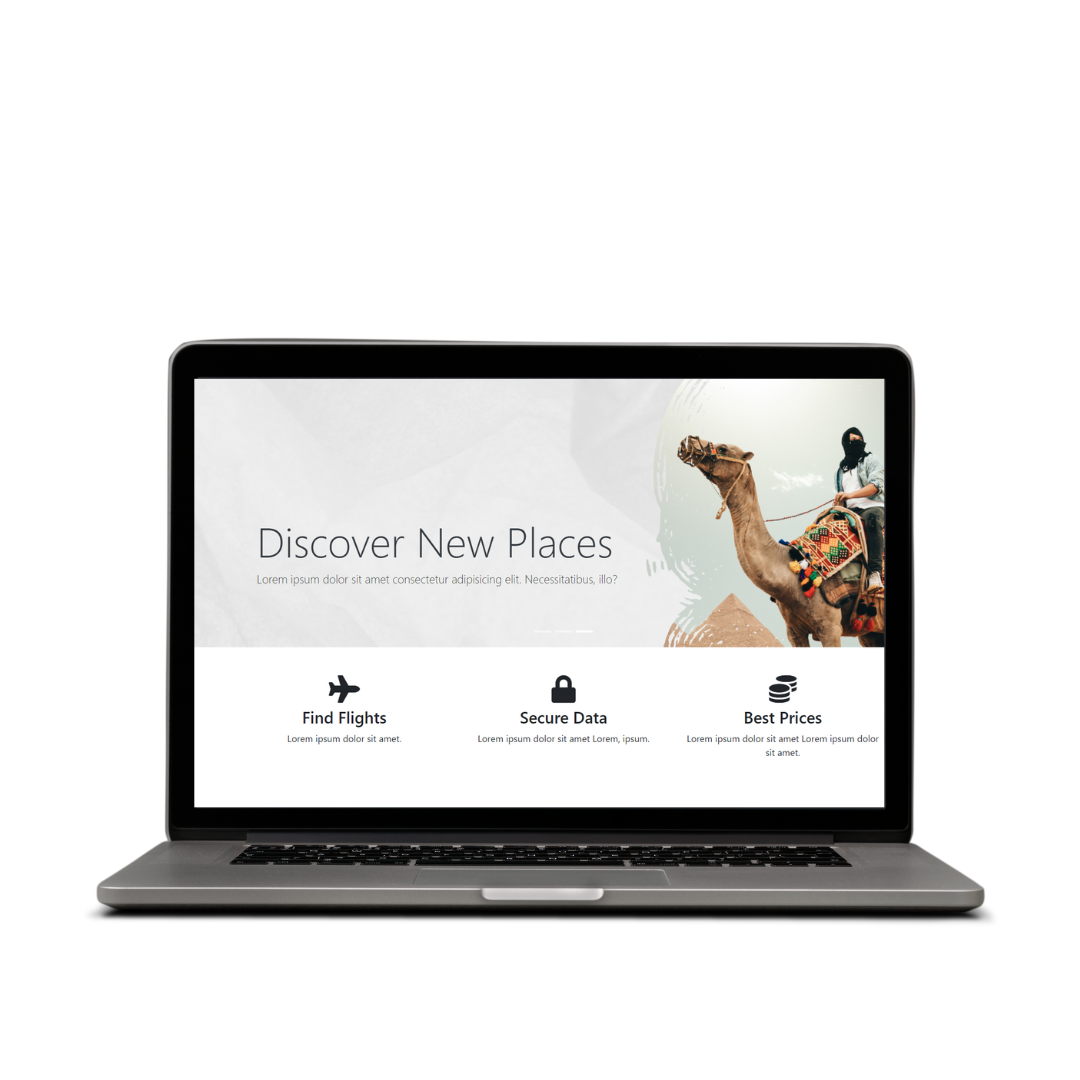 Discover New Places
Lorem ipsum dolor sit amet consectetur adipisicing elit. Necessitatibus, illo?
Find Flights
Lorem ipsum dolor sit amet.
Secure Data
Lorem ipsum dolor sit amet Lorem, ipsum.
Best Prices
Lorem ipsum dolor sit amet Lorem ipsum dolor
sit amet.